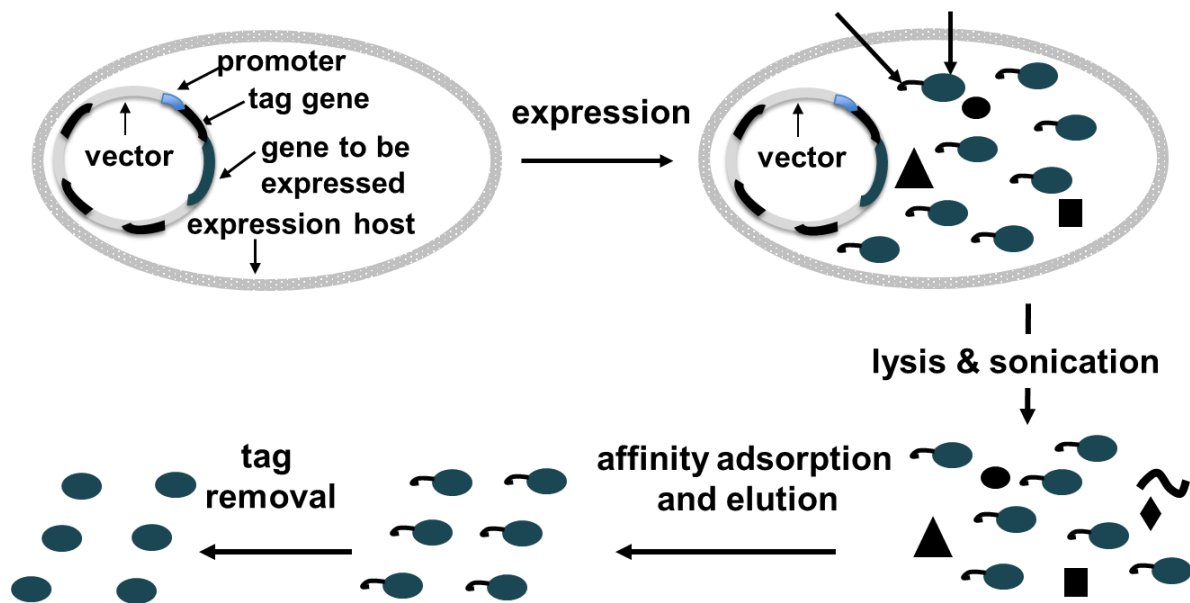 promoter
tag gene
vector
gene to be
expressed
expression host
expression
vector
lysis & sonication
affinity adsorption
and elution
tag
removal